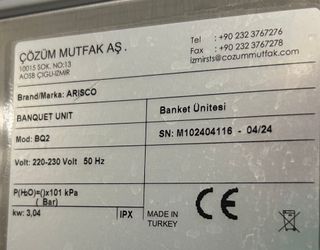 ÇÖZÜM MUTFAK AŞ.
10015 SOK. NO:13
AOSB ÇİGLİ-İZMİR
Tel : +90 232 3767276
Fax : +90 232 3767278
izmirsts@cozummutfak.com
Brand/Marka: ARISCO
BANQUET UNIT
Banket Ünitesi
Mod: BQ2
SN: M102404116 - 04/24
Volt: 220-230 Volt 50 Hz
P(H2O)=()x101 kPa
( Bar)
kw: 3,04
IPX
MADE IN
TURKEY
CE